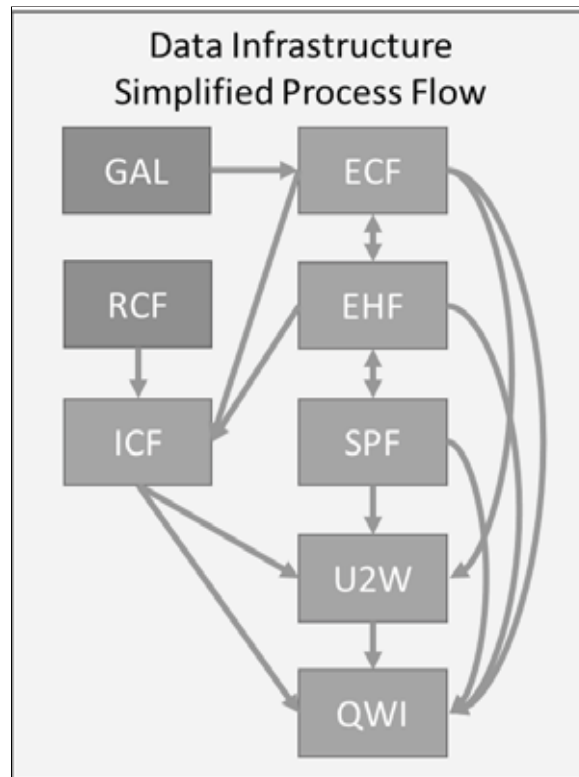 Data Infrastructure
Simplified Process Flow
GAL
ECF
RCF
EHF
ICF
SPF
U2W
QWI